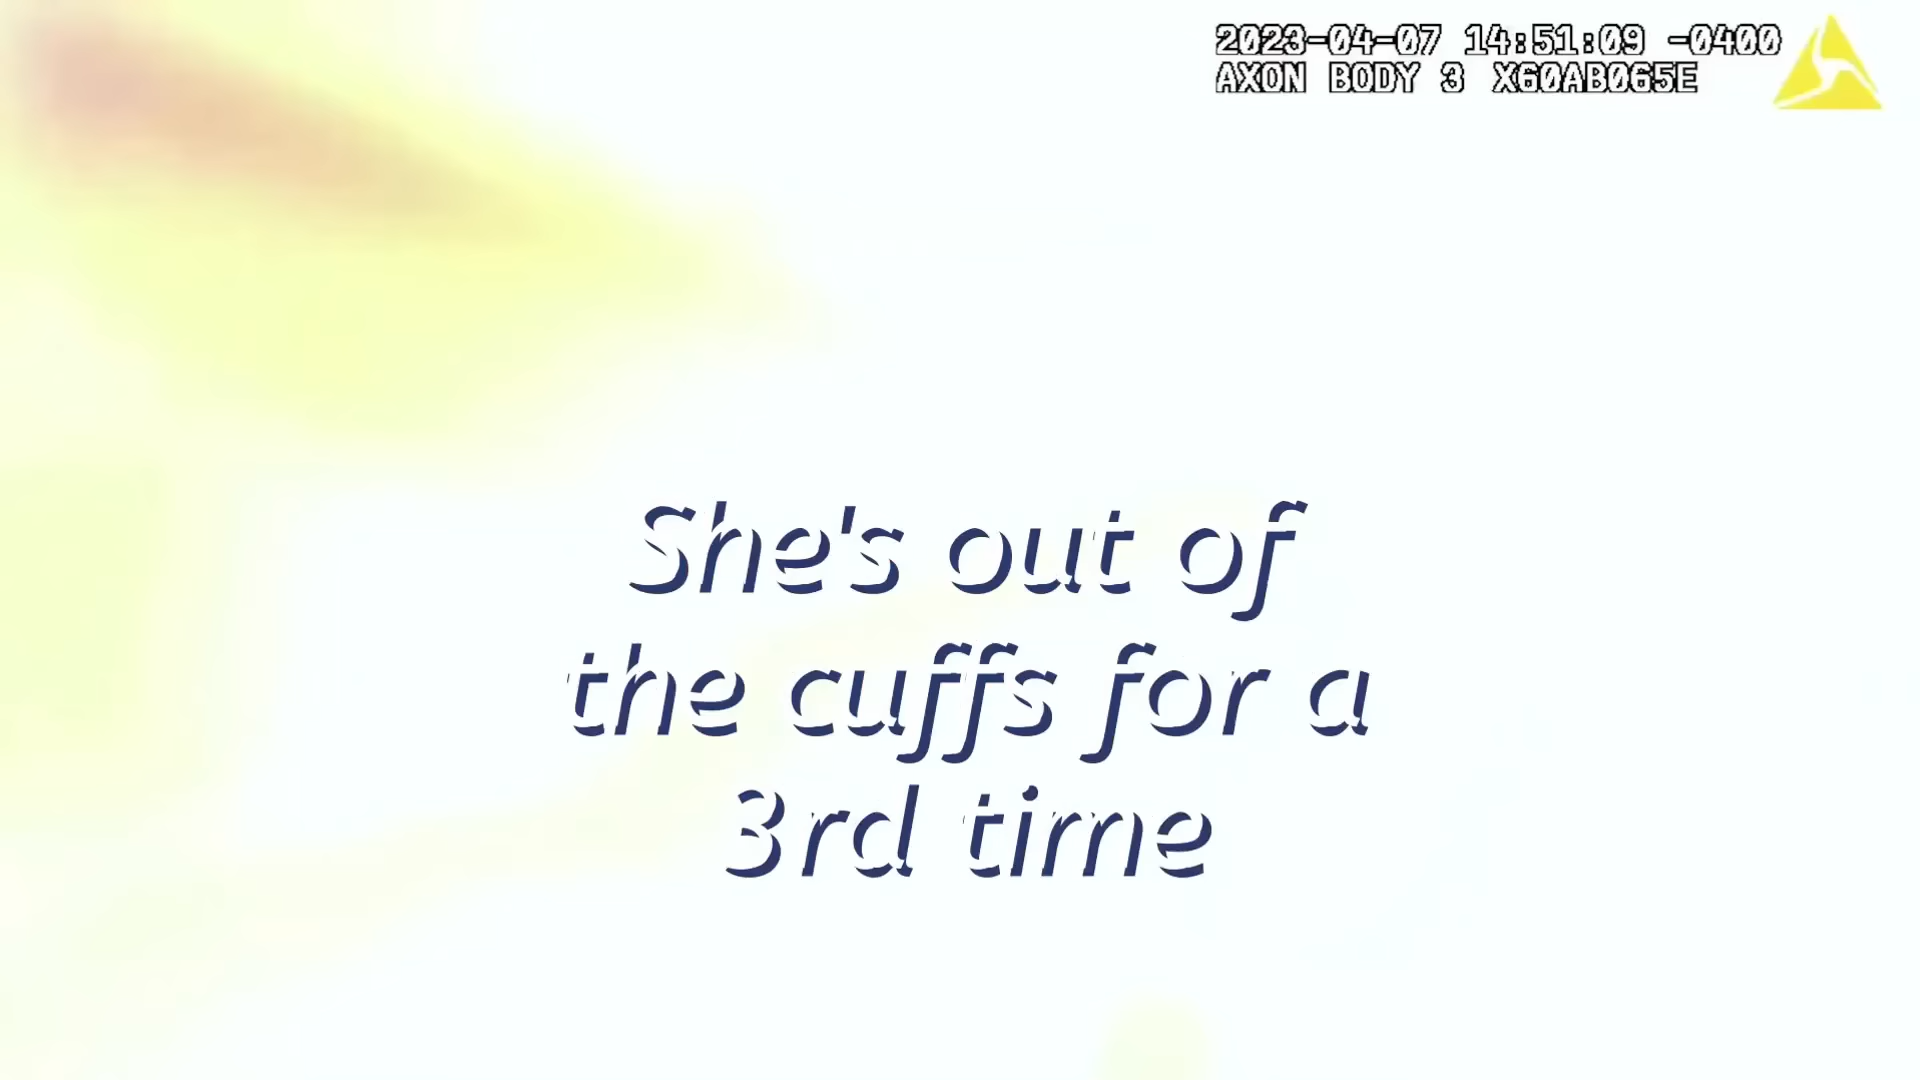 2023-04-07 14:51:09 -0400
AXON BODY 3 X60AB065E
She's out of
the cuffs for a
3rd time